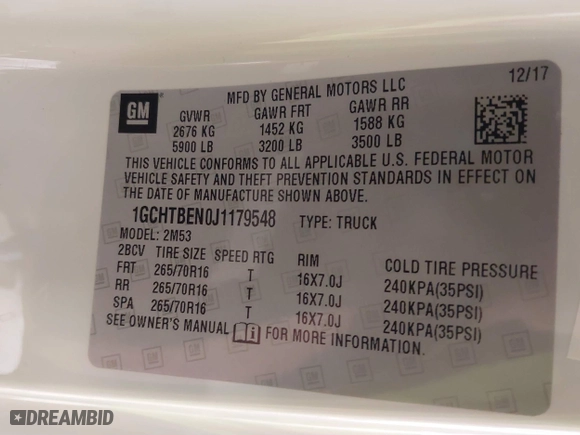 MFD BY GENERAL MOTORS LLC 12/17
GM
GVWR GAWR FRT GAWR RR
2676 KG 1452 KG 1588 KG
5900 LB 3200 LB 3500 LB
THIS VEHICLE CONFORMS TO ALL APPLICABLE U.S. FEDERAL MOTOR
VEHICLE SAFETY AND THEFT PREVENTION STANDARDS IN EFFECT ON
THE DATE OF MANUFACTURE SHOWN ABOVE.
1GCHTBEN0J1179548 TYPE: TRUCK
MODEL: 2M53
2BCV TIRE SIZE SPEED RTG RIM COLD TIRE PRESSURE
FRT 265/70R16 T 16X7.0J 240KPA(35PSI)
RR 265/70R16 T 16X7.0J 240KPA(35PSI)
SPA 265/70R16 T 16X7.0J 240KPA(35PSI)
SEE OWNER'S MANUAL FOR MORE INFORMATION.
DREAMBID